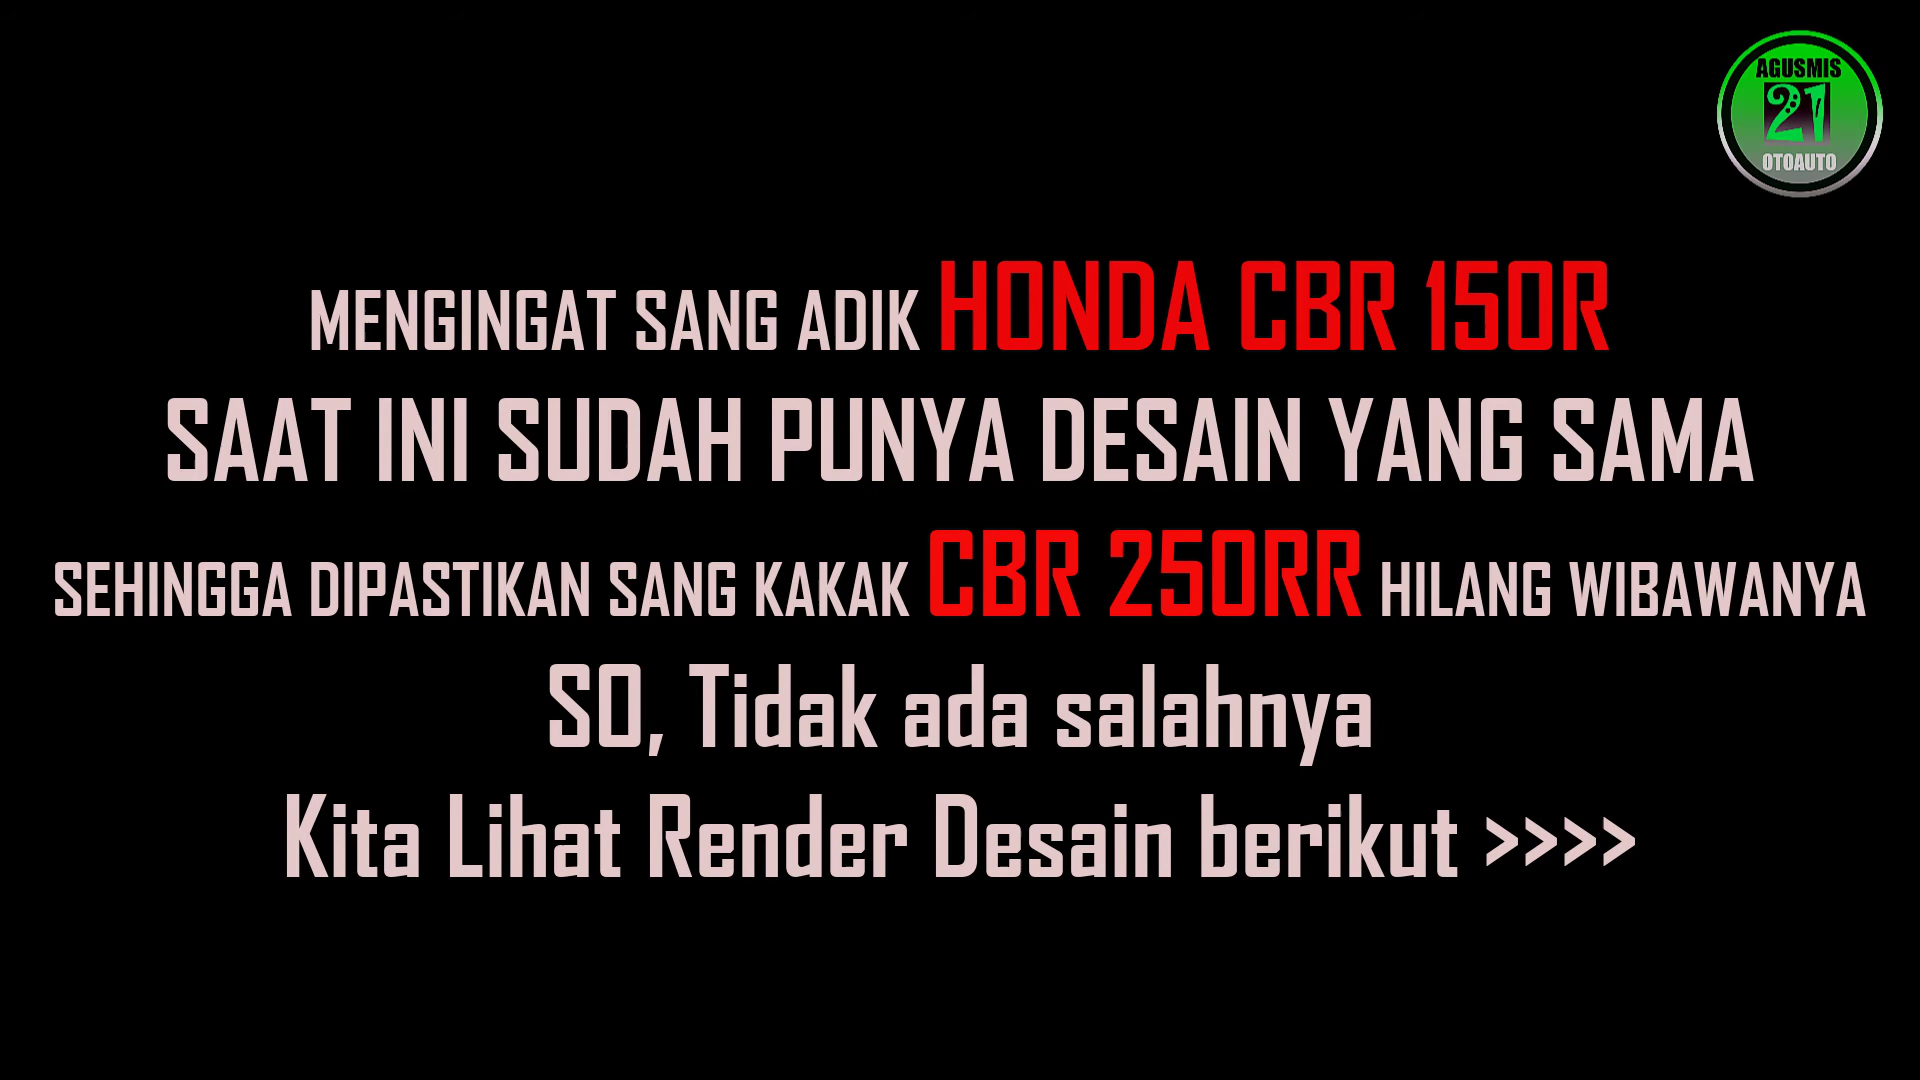 AGUSMIS
21
OTOAUTO
MENGINGAT SANG ADIK HONDA CBR 150R
SAAT INI SUDAH PUNYA DESAIN YANG SAMA
SEHINGGA DIPASTIKAN SANG KAKAK CBR 250RR HILANG WIBAWANYA
SO, Tidak ada salahnya
Kita Lihat Render Desain berikut >>>>